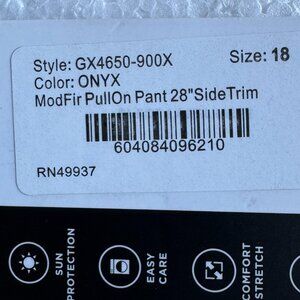 Style: GX4650-900X Size: 18
Color: ONYX
ModFir PullOn Pant 28"SideTrim
604084096210
RN49937
SUN
PROTECTION
EASY
CARE
COMFORT
STRETCH